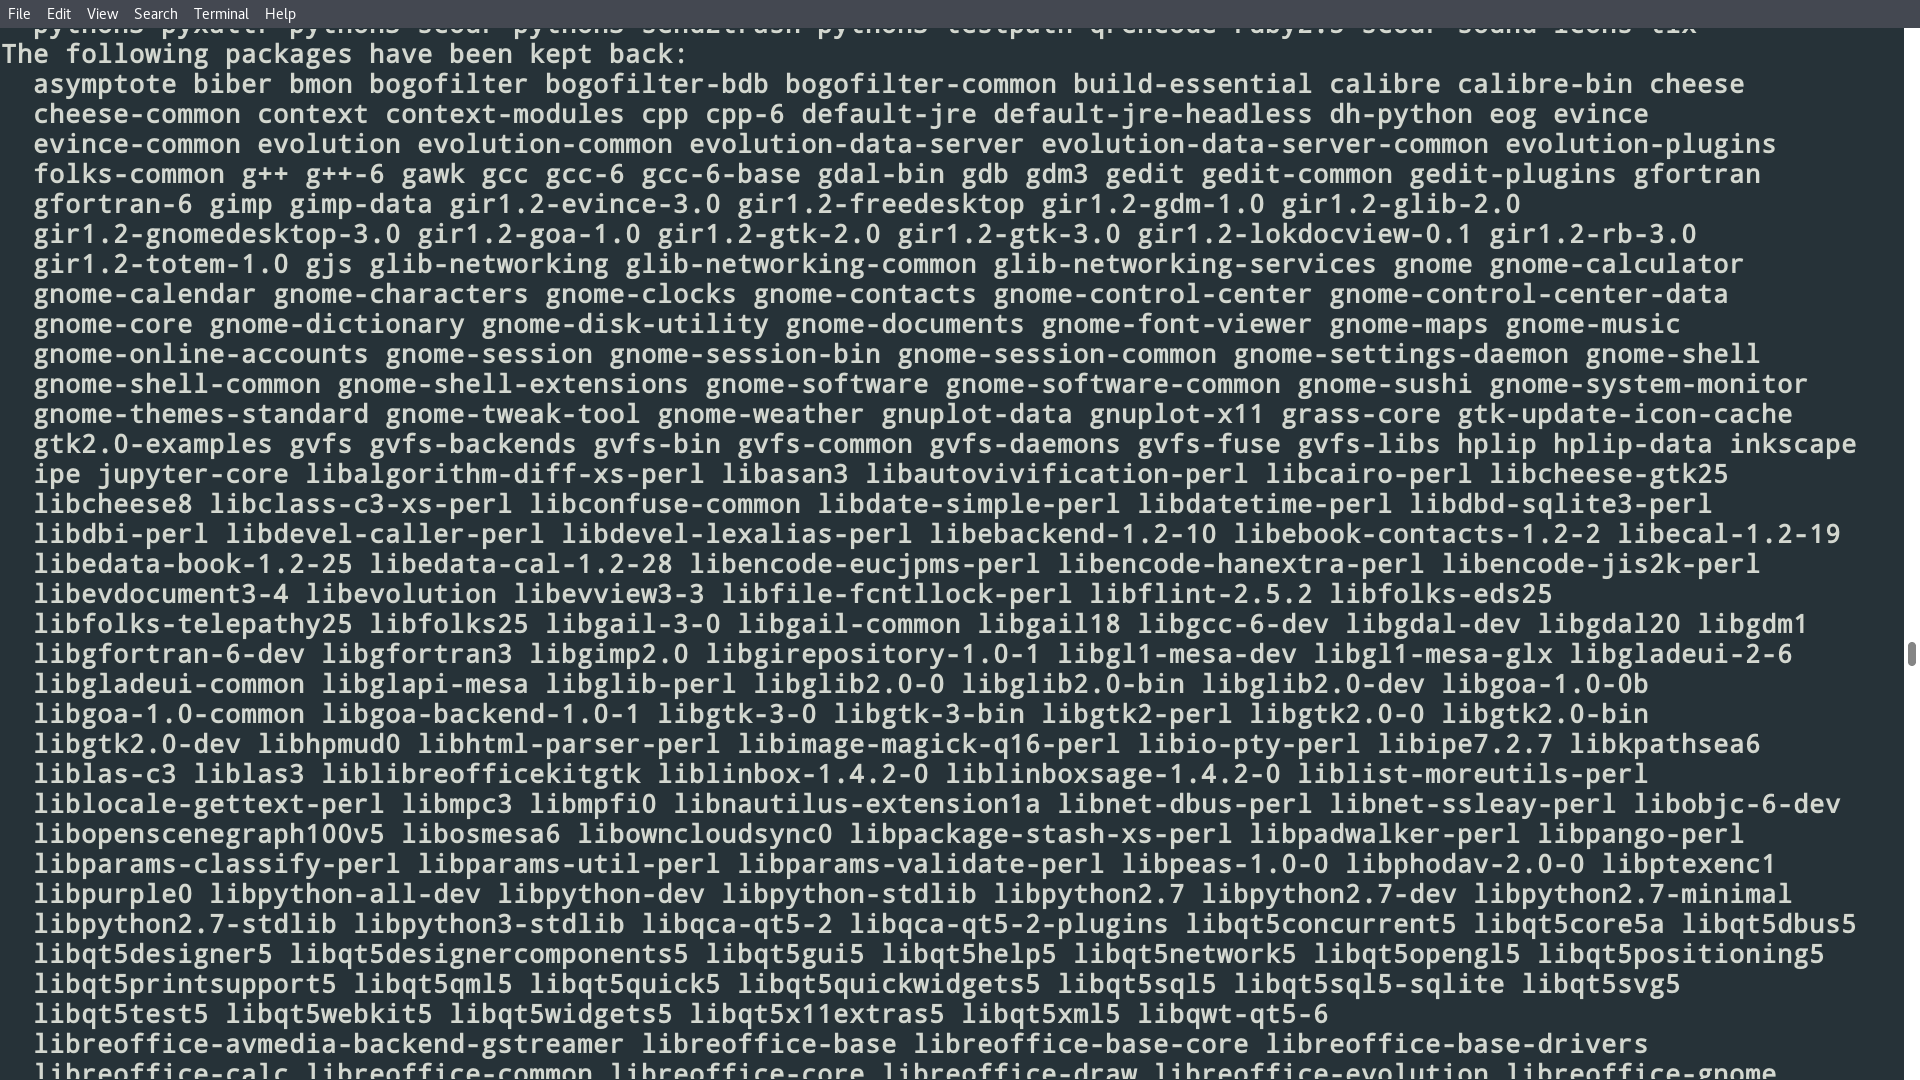 File Edit View Search Terminal Help
python3-pyxattr python3-scour python3-send2trash python3-testpath qrencode ruby2.3 scour sound-icons tix
The following packages have been kept back:
asymptote biber bmon bogofilter bogofilter-bdb bogofilter-common build-essential calibre calibre-bin cheese
cheese-common context context-modules cpp cpp-6 default-jre default-jre-headless dh-python eog evince
evince-common evolution evolution-common evolution-data-server evolution-data-server-common evolution-plugins
folks-common g++ g++-6 gawk gcc gcc-6 gcc-6-base gdal-bin gdb gdm3 gedit gedit-common gedit-plugins gfortran
gfortran-6 gimp gimp-data gir1.2-evince-3.0 gir1.2-freedesktop gir1.2-gdm-1.0 gir1.2-glib-2.0
gir1.2-gnomedesktop-3.0 gir1.2-goa-1.0 gir1.2-gtk-2.0 gir1.2-gtk-3.0 gir1.2-lokdocview-0.1 gir1.2-rb-3.0
gir1.2-totem-1.0 gjs glib-networking glib-networking-common glib-networking-services gnome gnome-calculator
gnome-calendar gnome-characters gnome-clocks gnome-contacts gnome-control-center gnome-control-center-data
gnome-core gnome-dictionary gnome-disk-utility gnome-documents gnome-font-viewer gnome-maps gnome-music
gnome-online-accounts gnome-session gnome-session-bin gnome-session-common gnome-settings-daemon gnome-shell
gnome-shell-common gnome-shell-extensions gnome-software gnome-software-common gnome-sushi gnome-system-monitor
gnome-themes-standard gnome-tweak-tool gnome-weather gnuplot-data gnuplot-x11 grass-core gtk-update-icon-cache
gtk2.0-examples gvfs gvfs-backends gvfs-bin gvfs-common gvfs-daemons gvfs-fuse gvfs-libs hplip hplip-data inkscape
ipe jupyter-core libalgorithm-diff-xs-perl libasan3 libautovivification-perl libcairo-perl libcheese-gtk25
libcheese8 libclass-c3-xs-perl libconfuse-common libdate-simple-perl libdatetime-perl libdbd-sqlite3-perl
libdbi-perl libdevel-caller-perl libdevel-lexalias-perl libebackend-1.2-10 libebook-contacts-1.2-2 libecal-1.2-19
libedata-book-1.2-25 libedata-cal-1.2-28 libencode-eucjpms-perl libencode-hanextra-perl libencode-jis2k-perl
libevdocument3-4 libevolution libevview3-3 libfile-fcntllock-perl libflint-2.5.2 libfolks-eds25
libfolks-telepathy25 libfolks25 libgail-3-0 libgail-common libgail18 libgcc-6-dev libgdal-dev libgdal20 libgdm1
libgfortran-6-dev libgfortran3 libgimp2.0 libgirepository-1.0-1 libgl1-mesa-dev libgl1-mesa-glx libgladeui-2-6
libgladeui-common libglapi-mesa libglib-perl libglib2.0-0 libglib2.0-bin libglib2.0-dev libgoa-1.0-0b
libgoa-1.0-common libgoa-backend-1.0-1 libgtk-3-0 libgtk-3-bin libgtk2-perl libgtk2.0-0 libgtk2.0-bin
libgtk2.0-dev libhpmud0 libhtml-parser-perl libimage-magick-q16-perl libio-pty-perl libipe7.2.7 libkpathsea6
liblas-c3 liblas3 liblibreofficekitgtk liblinbox-1.4.2-0 liblinboxsage-1.4.2-0 liblist-moreutils-perl
liblocale-gettext-perl libmpc3 libmpfi0 libnautilus-extension1a libnet-dbus-perl libnet-ssleay-perl libobjc-6-dev
libopenscenegraph100v5 libosmesa6 libowncloudsync0 libpackage-stash-xs-perl libpadwalker-perl libpango-perl
libparams-classify-perl libparams-util-perl libparams-validate-perl libpeas-1.0-0 libphodav-2.0-0 libptexenc1
libpurple0 libpython-all-dev libpython-dev libpython-stdlib libpython2.7 libpython2.7-dev libpython2.7-minimal
libpython2.7-stdlib libpython3-stdlib libqca-qt5-2 libqca-qt5-2-plugins libqt5concurrent5 libqt5core5a libqt5dbus5
libqt5designer5 libqt5designercomponents5 libqt5gui5 libqt5help5 libqt5network5 libqt5opengl5 libqt5positioning5
libqt5printsupport5 libqt5qml5 libqt5quick5 libqt5quickwidgets5 libqt5sql5 libqt5sql5-sqlite libqt5svg5
libqt5test5 libqt5webkit5 libqt5widgets5 libqt5x11extras5 libqt5xml5 libqwt-qt5-6
libreoffice-avmedia-backend-gstreamer libreoffice-base libreoffice-base-core libreoffice-base-drivers
libreoffice-calc libreoffice-common libreoffice-core libreoffice-draw libreoffice-evolution libreoffice-gnome